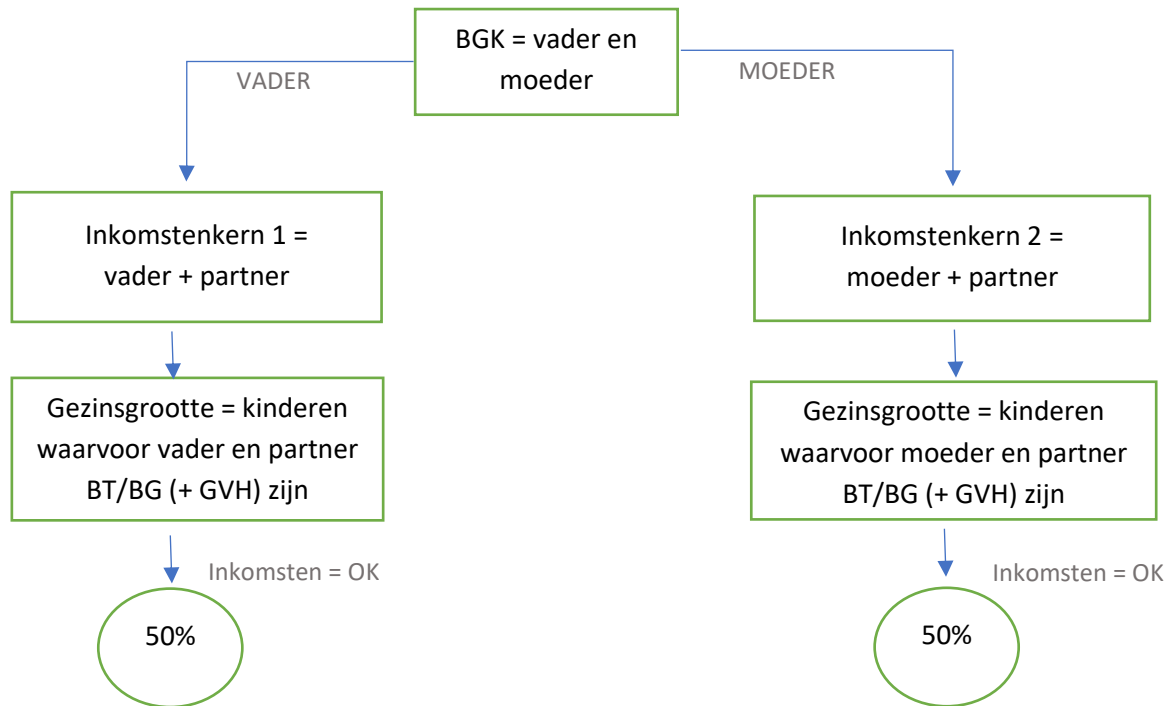 BGK = vader en
moeder
VADER
MOEDER
Inkomstenkern 1 =
vader + partner
Inkomstenkern 2 =
moeder + partner
Gezinsgrootte = kinderen
waarvoor vader en partner
BT/BG (+ GVH) zijn
Gezinsgrootte = kinderen
waarvoor moeder en partner
BT/BG (+ GVH) zijn
Inkomsten = OK
Inkomsten = OK
50%
50%